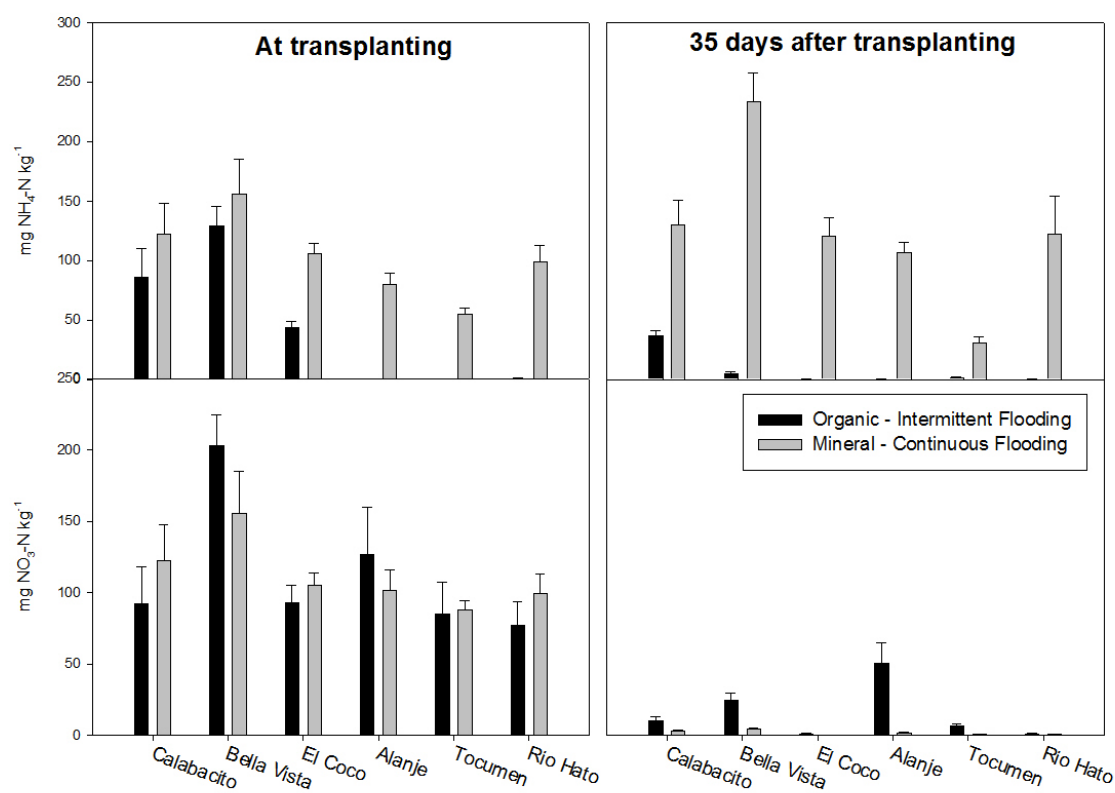 At transplanting
35 days after transplanting
mg NH4-N kg-1
300
250
200
150
100
50
0
250
200
150
100
50
0
mg NO3-N kg-1
Organic - Intermittent Flooding
Mineral - Continuous Flooding
Calabacito
Bella Vista
El Coco
Alanje
Tocumen
Rio Hato
Calabacito
Bella Vista
El Coco
Alanje
Tocumen
Rio Hato